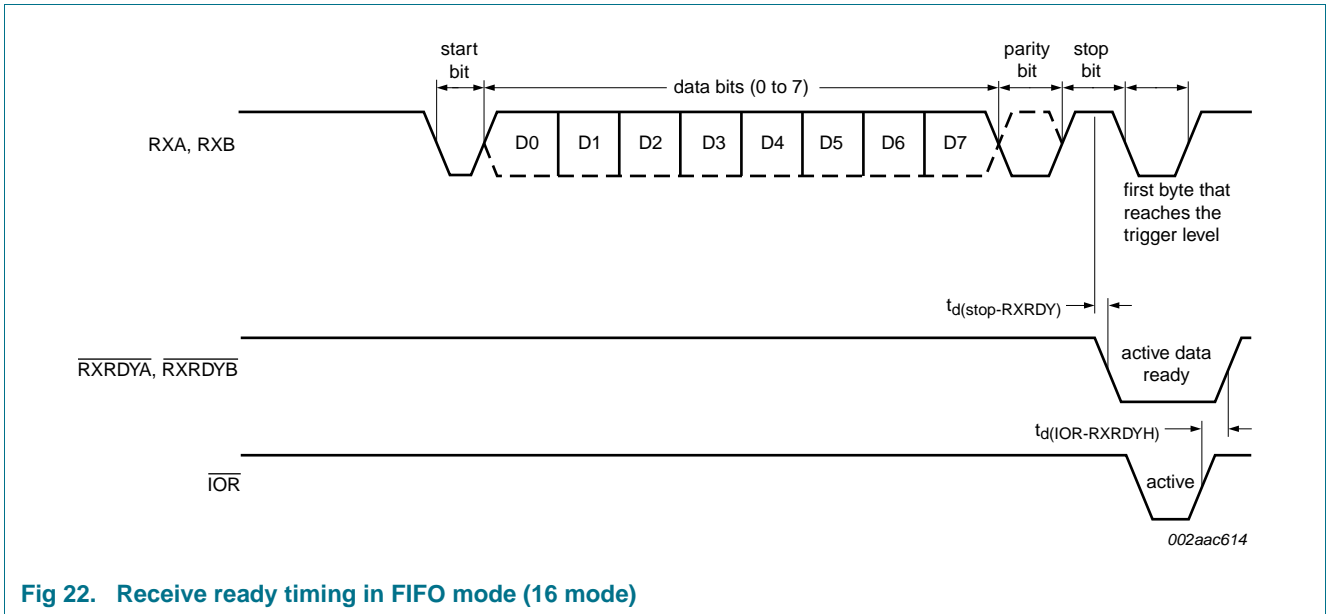 start
bit
data bits (0 to 7)
parity
bit
stop
bit
RXA, RXB
D0 D1 D2 D3 D4 D5 D6 D7
first byte that
reaches the
trigger level
td(stop-RXRDY)
RXRDYA, RXRDYB
active data
ready
td(IOR-RXRDYH)
IOR
active
002aac614
Fig 22. Receive ready timing in FIFO mode (16 mode)